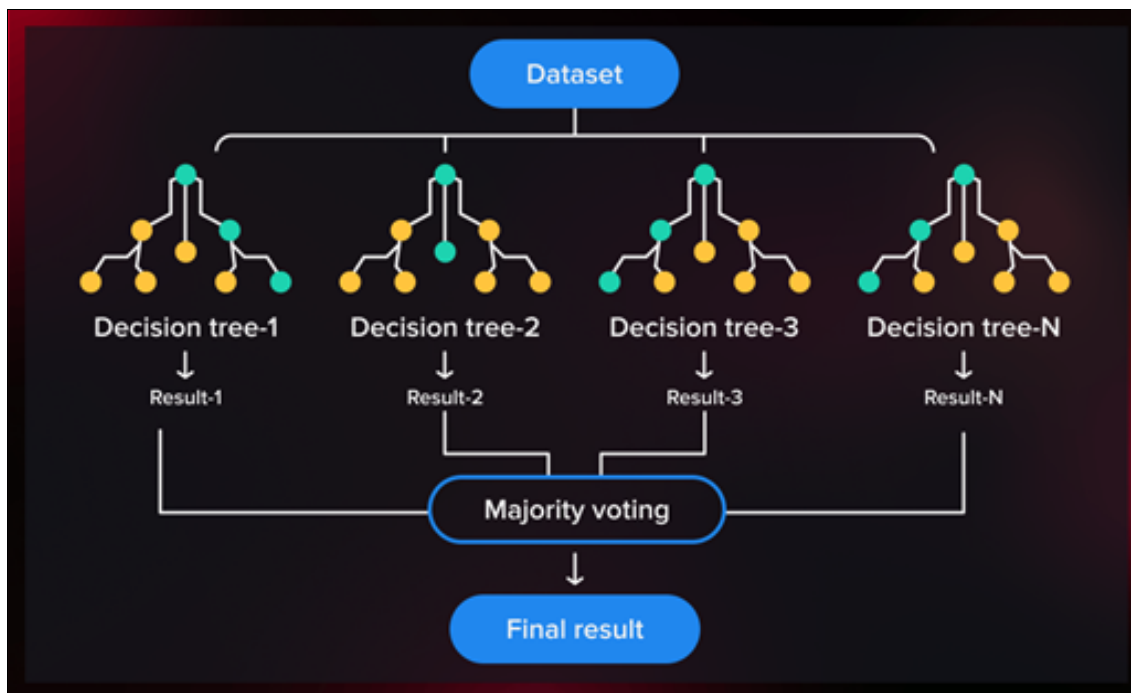 Dataset
Decision tree-1
Decision tree-2
Decision tree-3
Decision tree-N
Result-1
Result-2
Result-3
Result-N
Majority voting
Final result